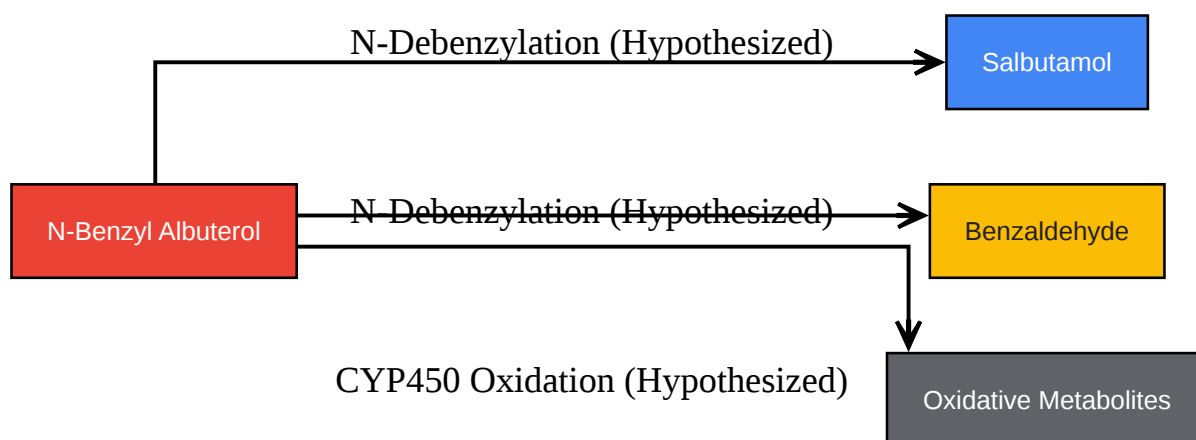 N-Debenzylation (Hypothesized)
Salbutamol
N-Benzyl Albuterol
N-Debenzylation (Hypothesized)
Benzaldehyde
CYP450 Oxidation (Hypothesized)
Oxidative Metabolites